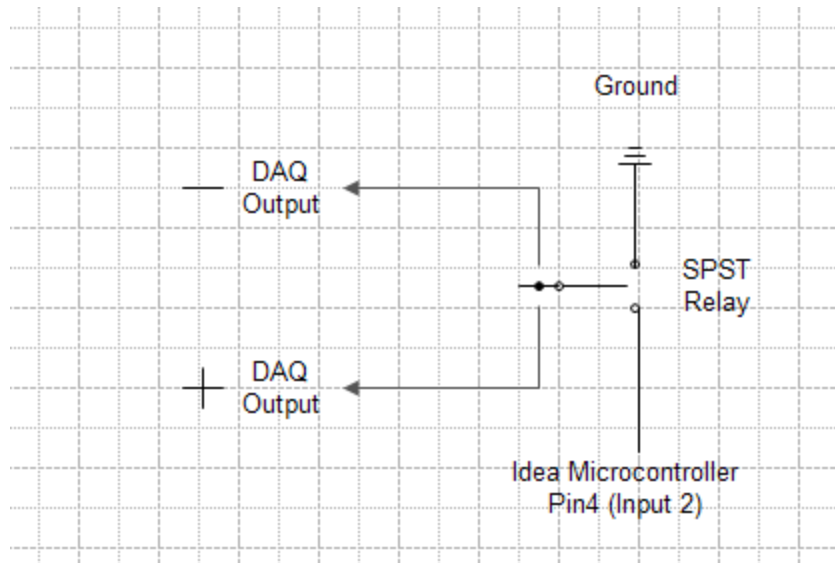 Ground
DAQ
Output
SPST
Relay
DAQ
Output
Idea Microcontroller
Pin4 (Input 2)